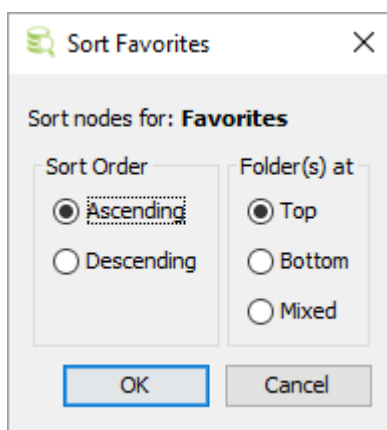 Sort Favorites
Sort nodes for: Favorites
Sort Order
Ascending
Descending
Folder(s) at
Top
Bottom
Mixed
OK
Cancel